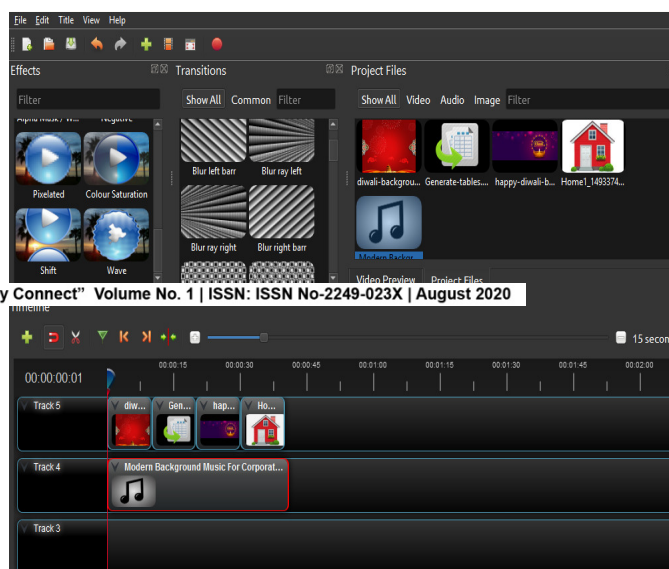 File Edit Title View Help
Effects Transitions Project Files
Filter Show All Common Filter Show All Video Audio Image Filter
Alpha Mask / W... Negative
Pixelated Colour Saturation
Blur left barr Blur ray left
diwali-backgrou... Generate-tables.... happy-diwali-b... Home1_1493374...
Blur ray right Blur right barr
Shift Wave
Modern Backgr...
Video Preview Project Files
y Connect” Volume No. 1 | ISSN: ISSN No-2249-023X | August 2020
Timeline
15 secon
00:00:15 00:00:30 00:00:45 00:01:00 00:01:15 00:01:30 00:01:45 00:02:00
00:00:00:01
Track 5 diw... Gen... hap... Ho...
Track 4 Modern Background Music For Corporat...
Track 3